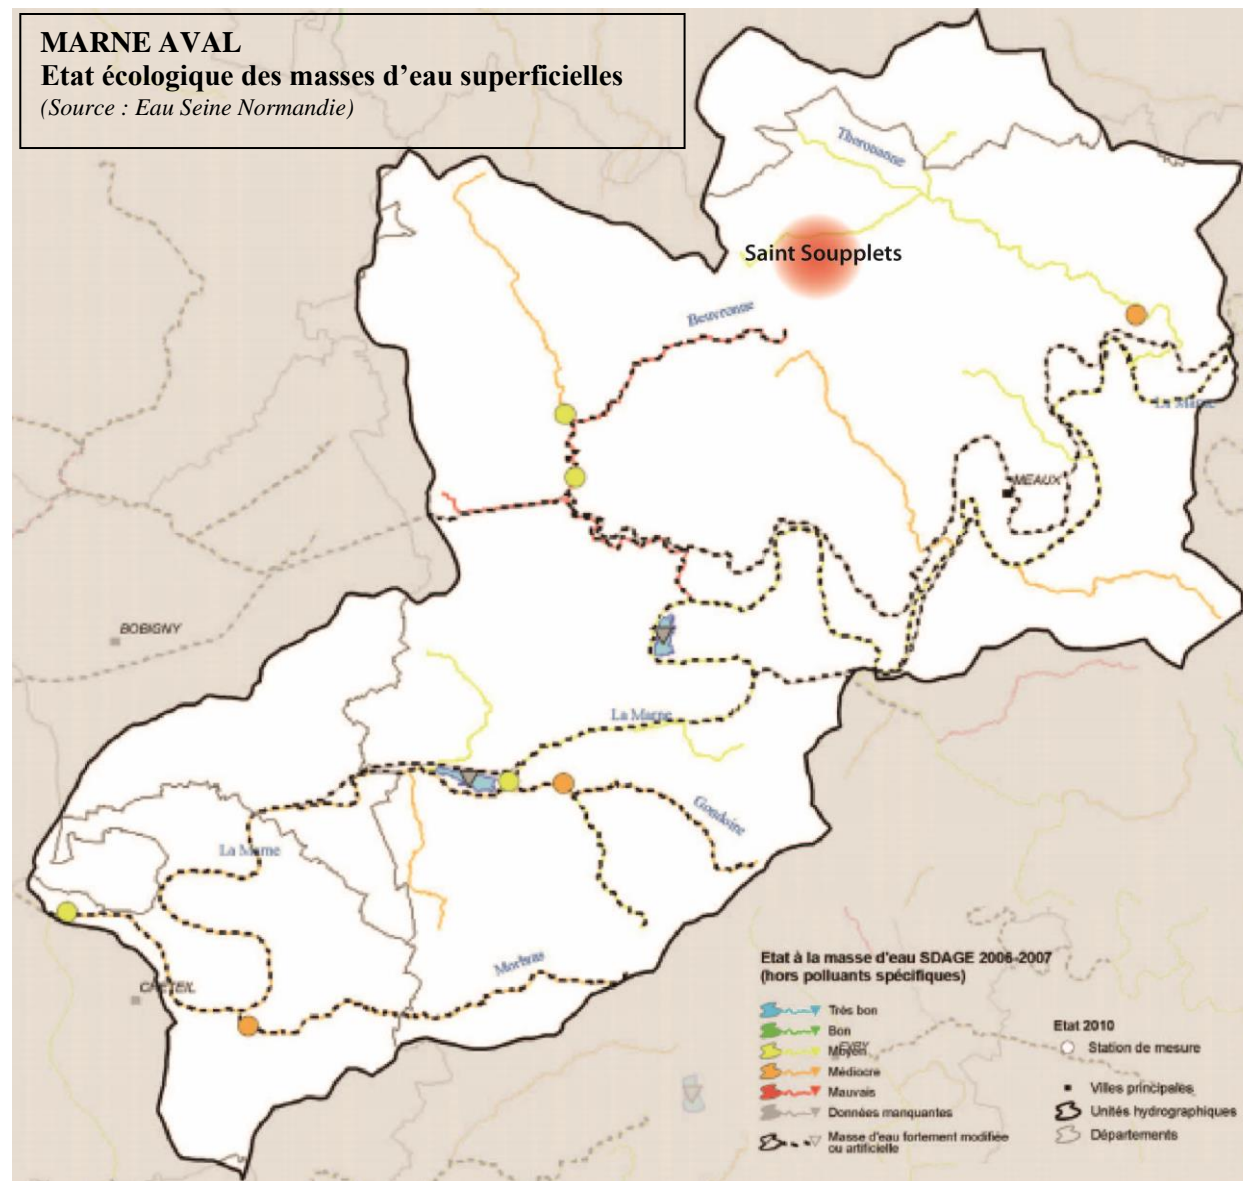 MARNE AVAL
Etat écologique des masses d'eau superficielles
(Source : Eau Seine Normandie)
Therouanne
Saint Soupplets
Beuvronne
La Marne
MEAUX
BOBIGNY
La Marne
Gondoire
La Marne
Morbras
CRETEIL
Etat à la masse d'eau SDAGE 2006-2007
(hors polluants spécifiques)
Très bon
Bon
Moyen
Médiocre
Mauvais
Données manquantes
Masse d'eau fortement modifiée
ou artificielle
EVRY
Etat 2010
Station de mesure
Villes principales
Unités hydrographiques
Départements